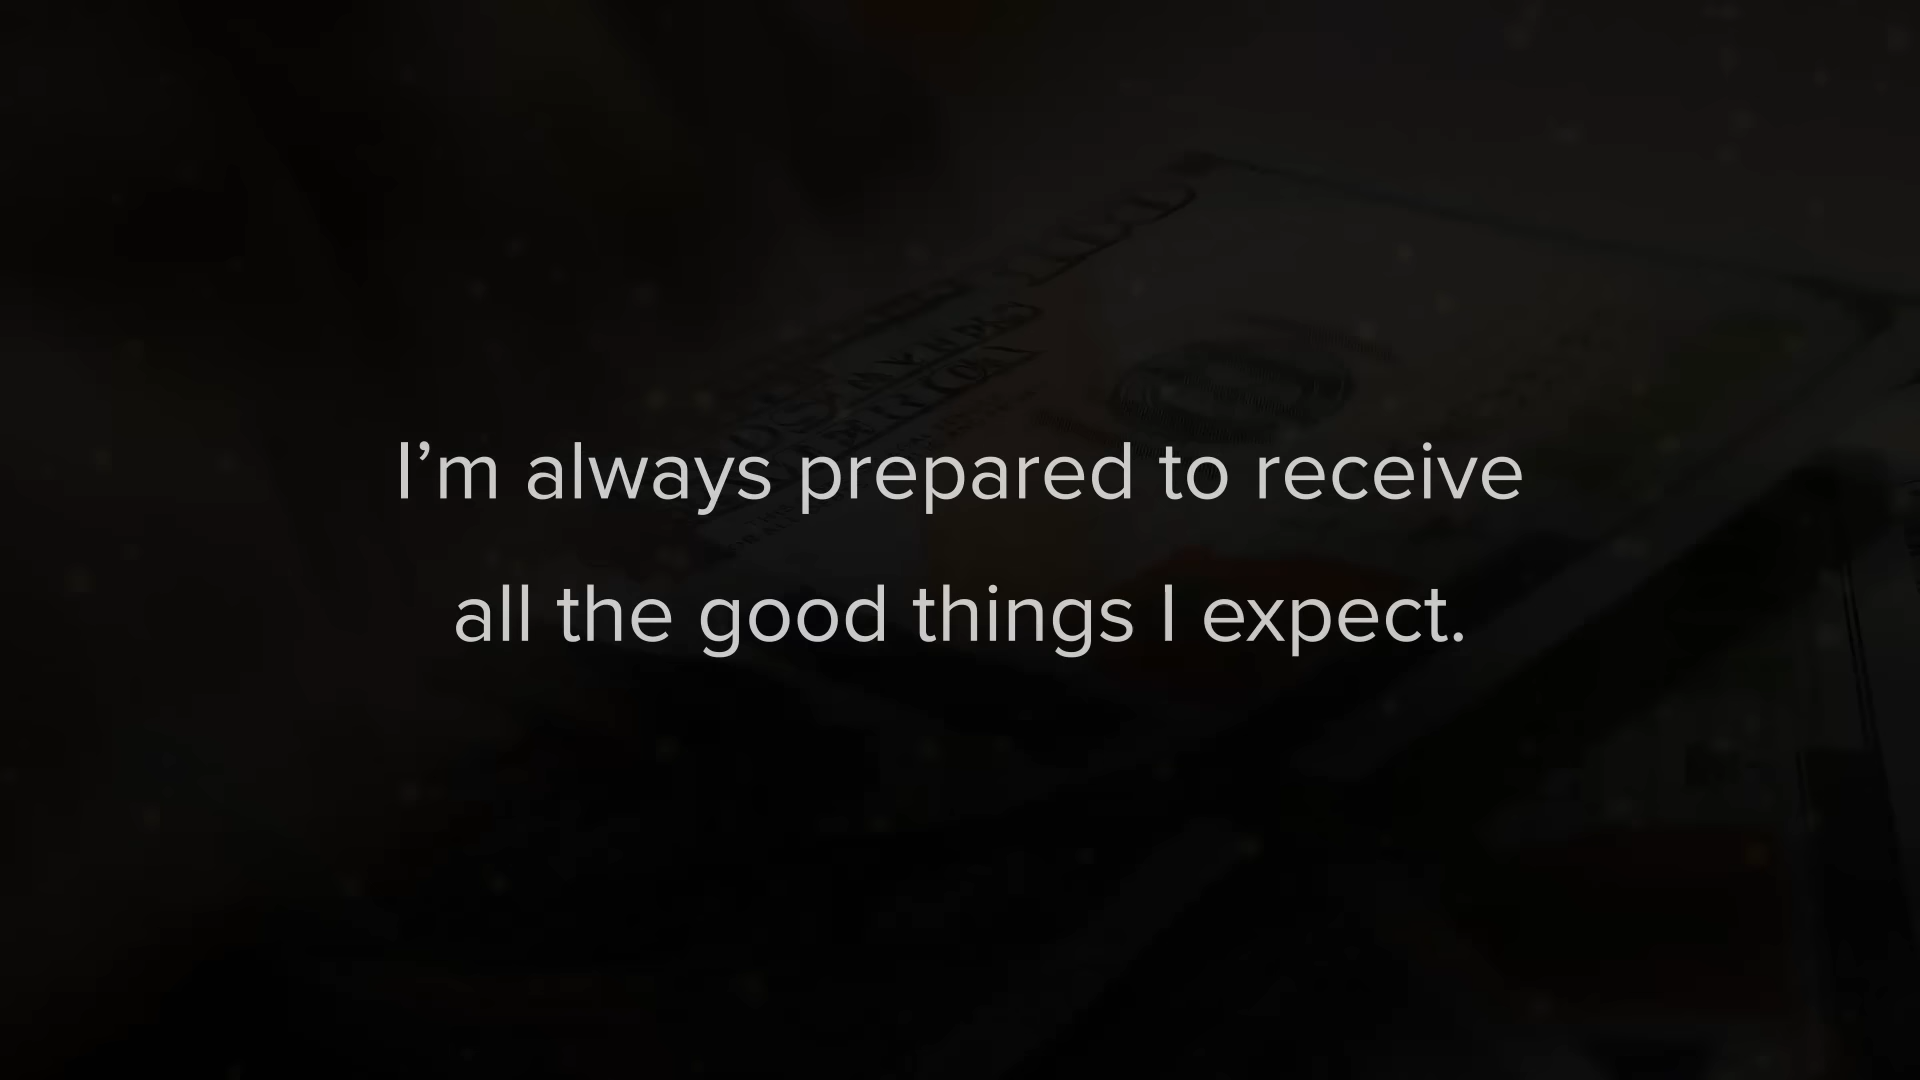 I’m always prepared to receive
all the good things I expect.